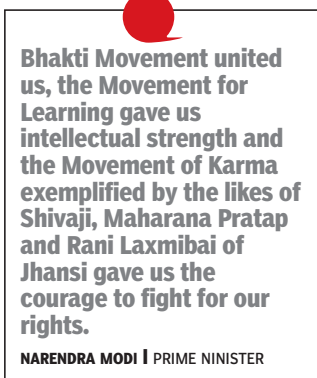 Bhakti Movement united
us, the Movement for
Learning gave us
intellectual strength and
the Movement of Karma
exemplified by the likes of
Shivaji, Maharana Pratap
and Rani Laxmibai of
Jhansi gave us the
courage to fight for our
rights.
NARENDRA MODI I PRIME NINISTER